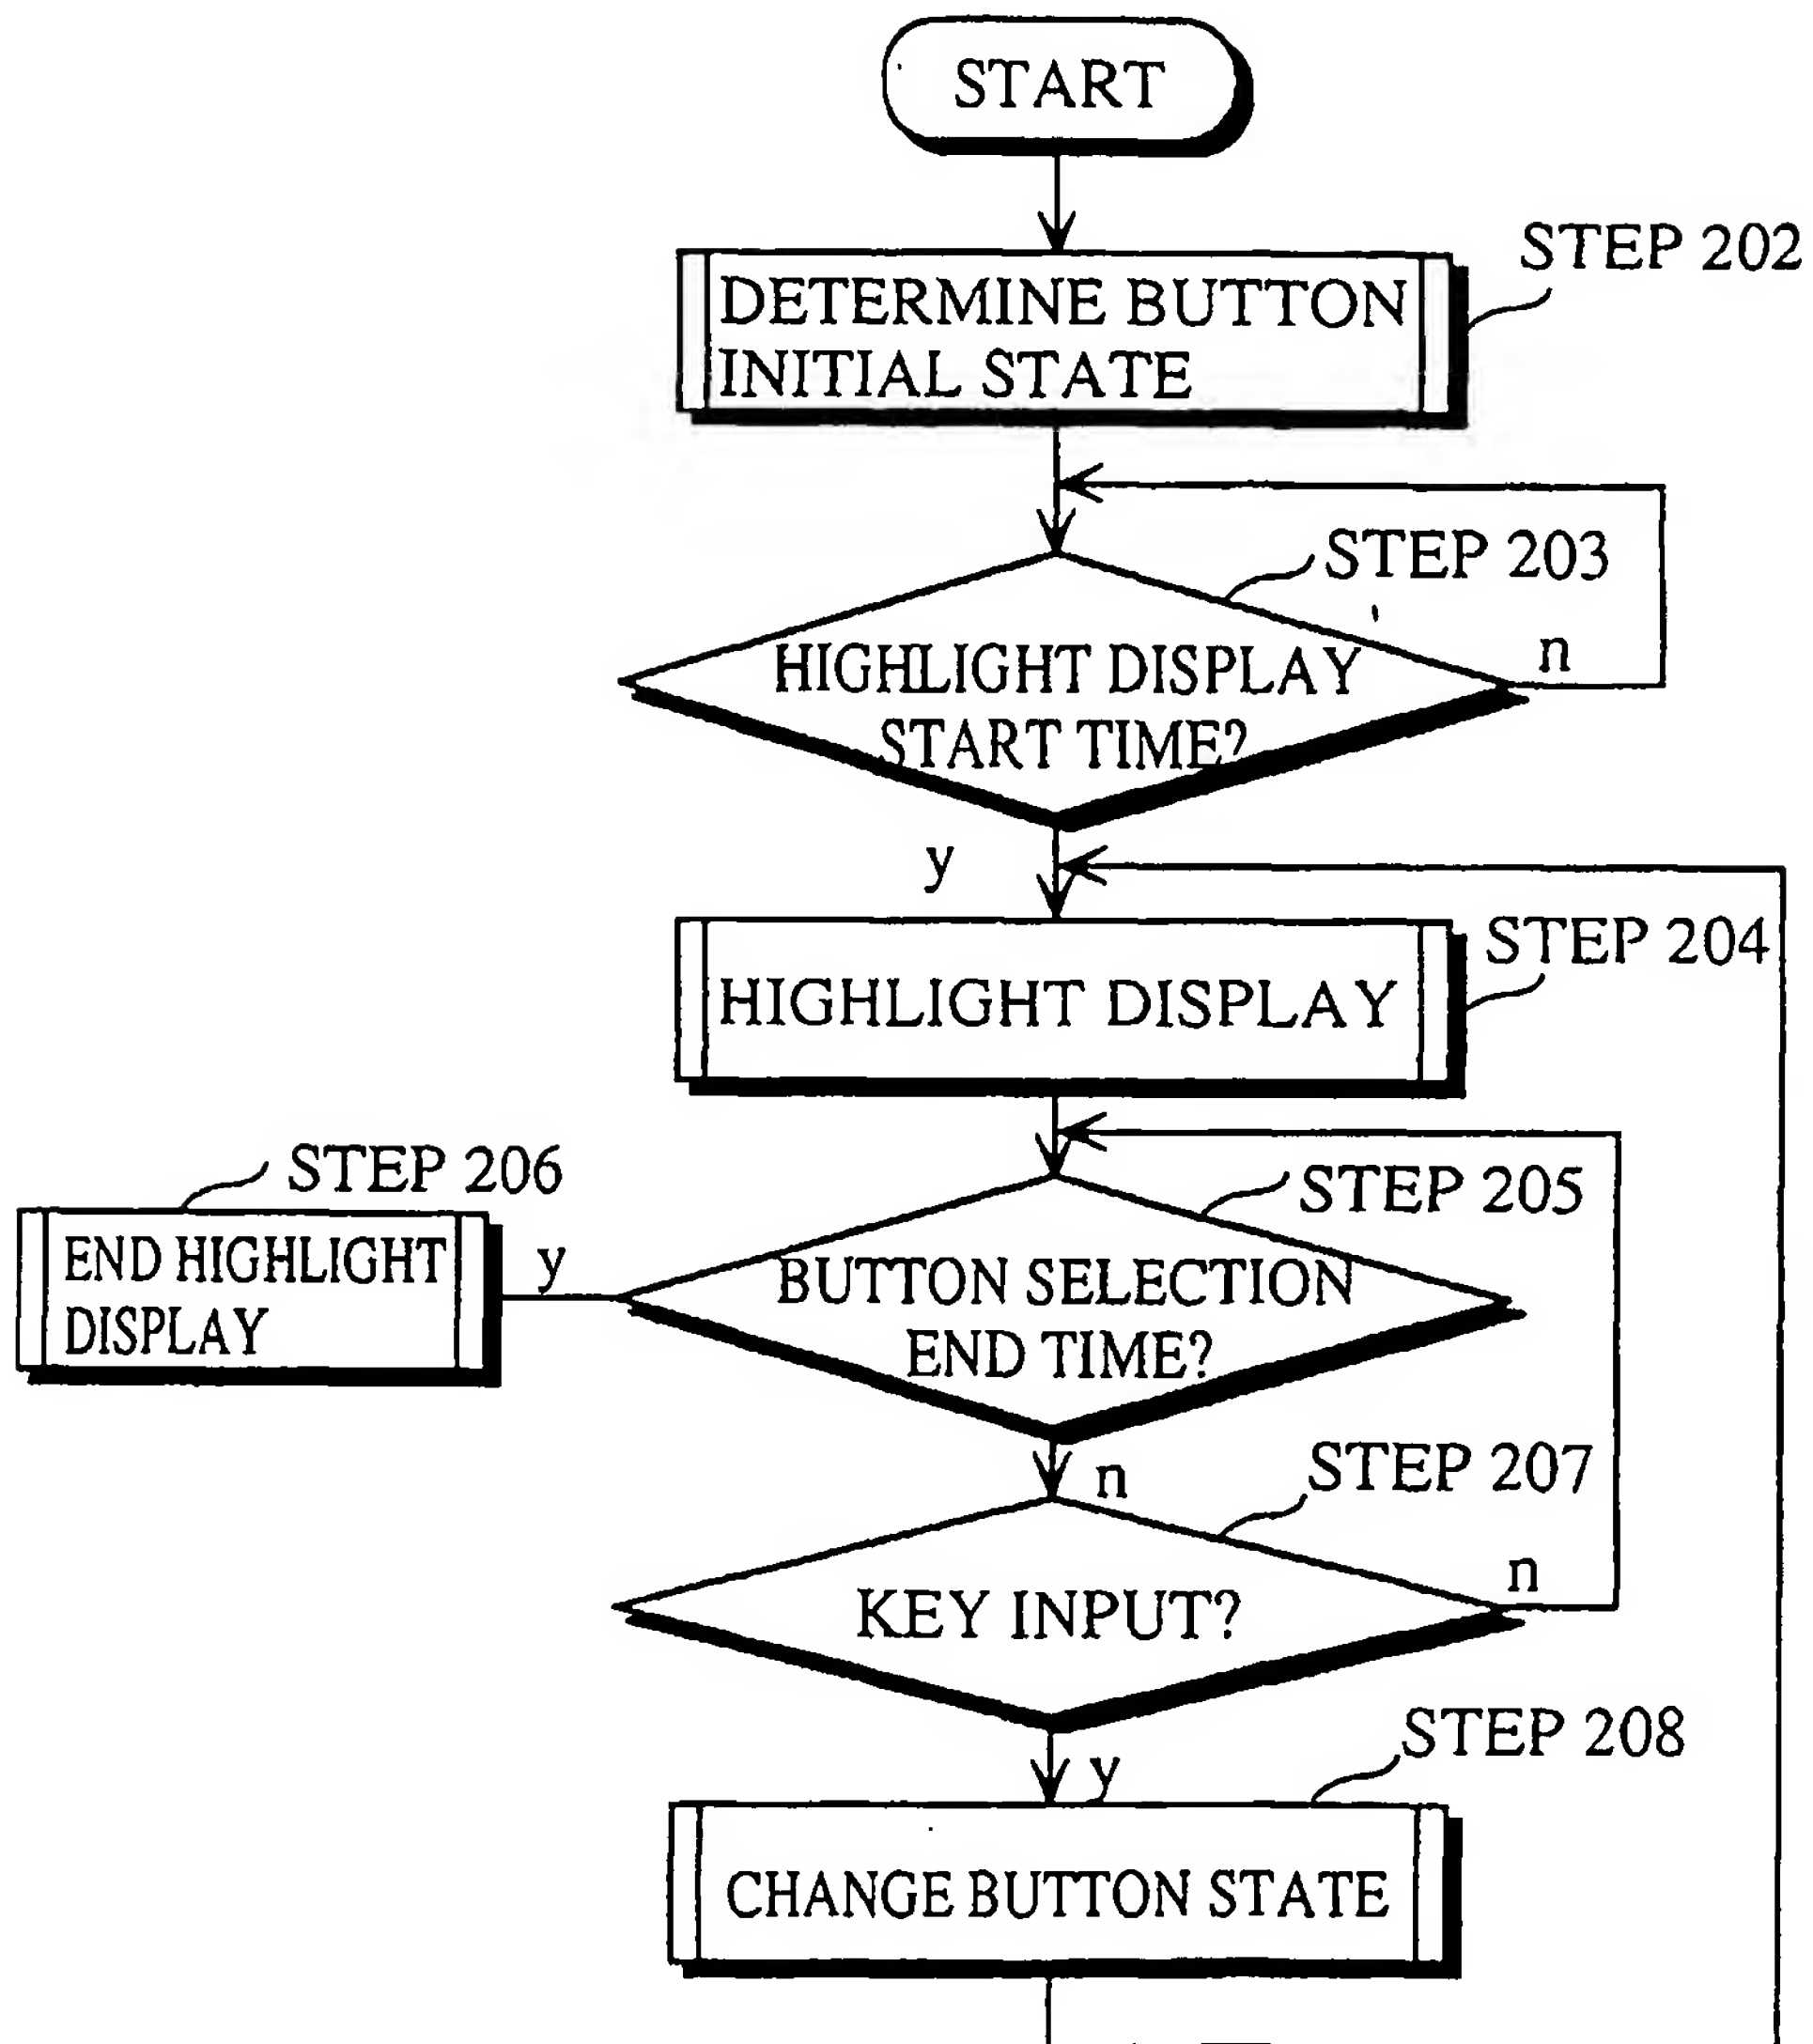 START
STEP 202
DETERMINE BUTTON
INITIAL STATE
STEP 203
HIGHLIGHT DISPLAY
START TIME?
n
y
STEP 204
HIGHLIGHT DISPLAY
STEP 206
STEP 205
END HIGHLIGHT
DISPLAY
y
BUTTON SELECTION
END TIME?
n
STEP 207
KEY INPUT?
n
y
STEP 208
CHANGE BUTTON STATE